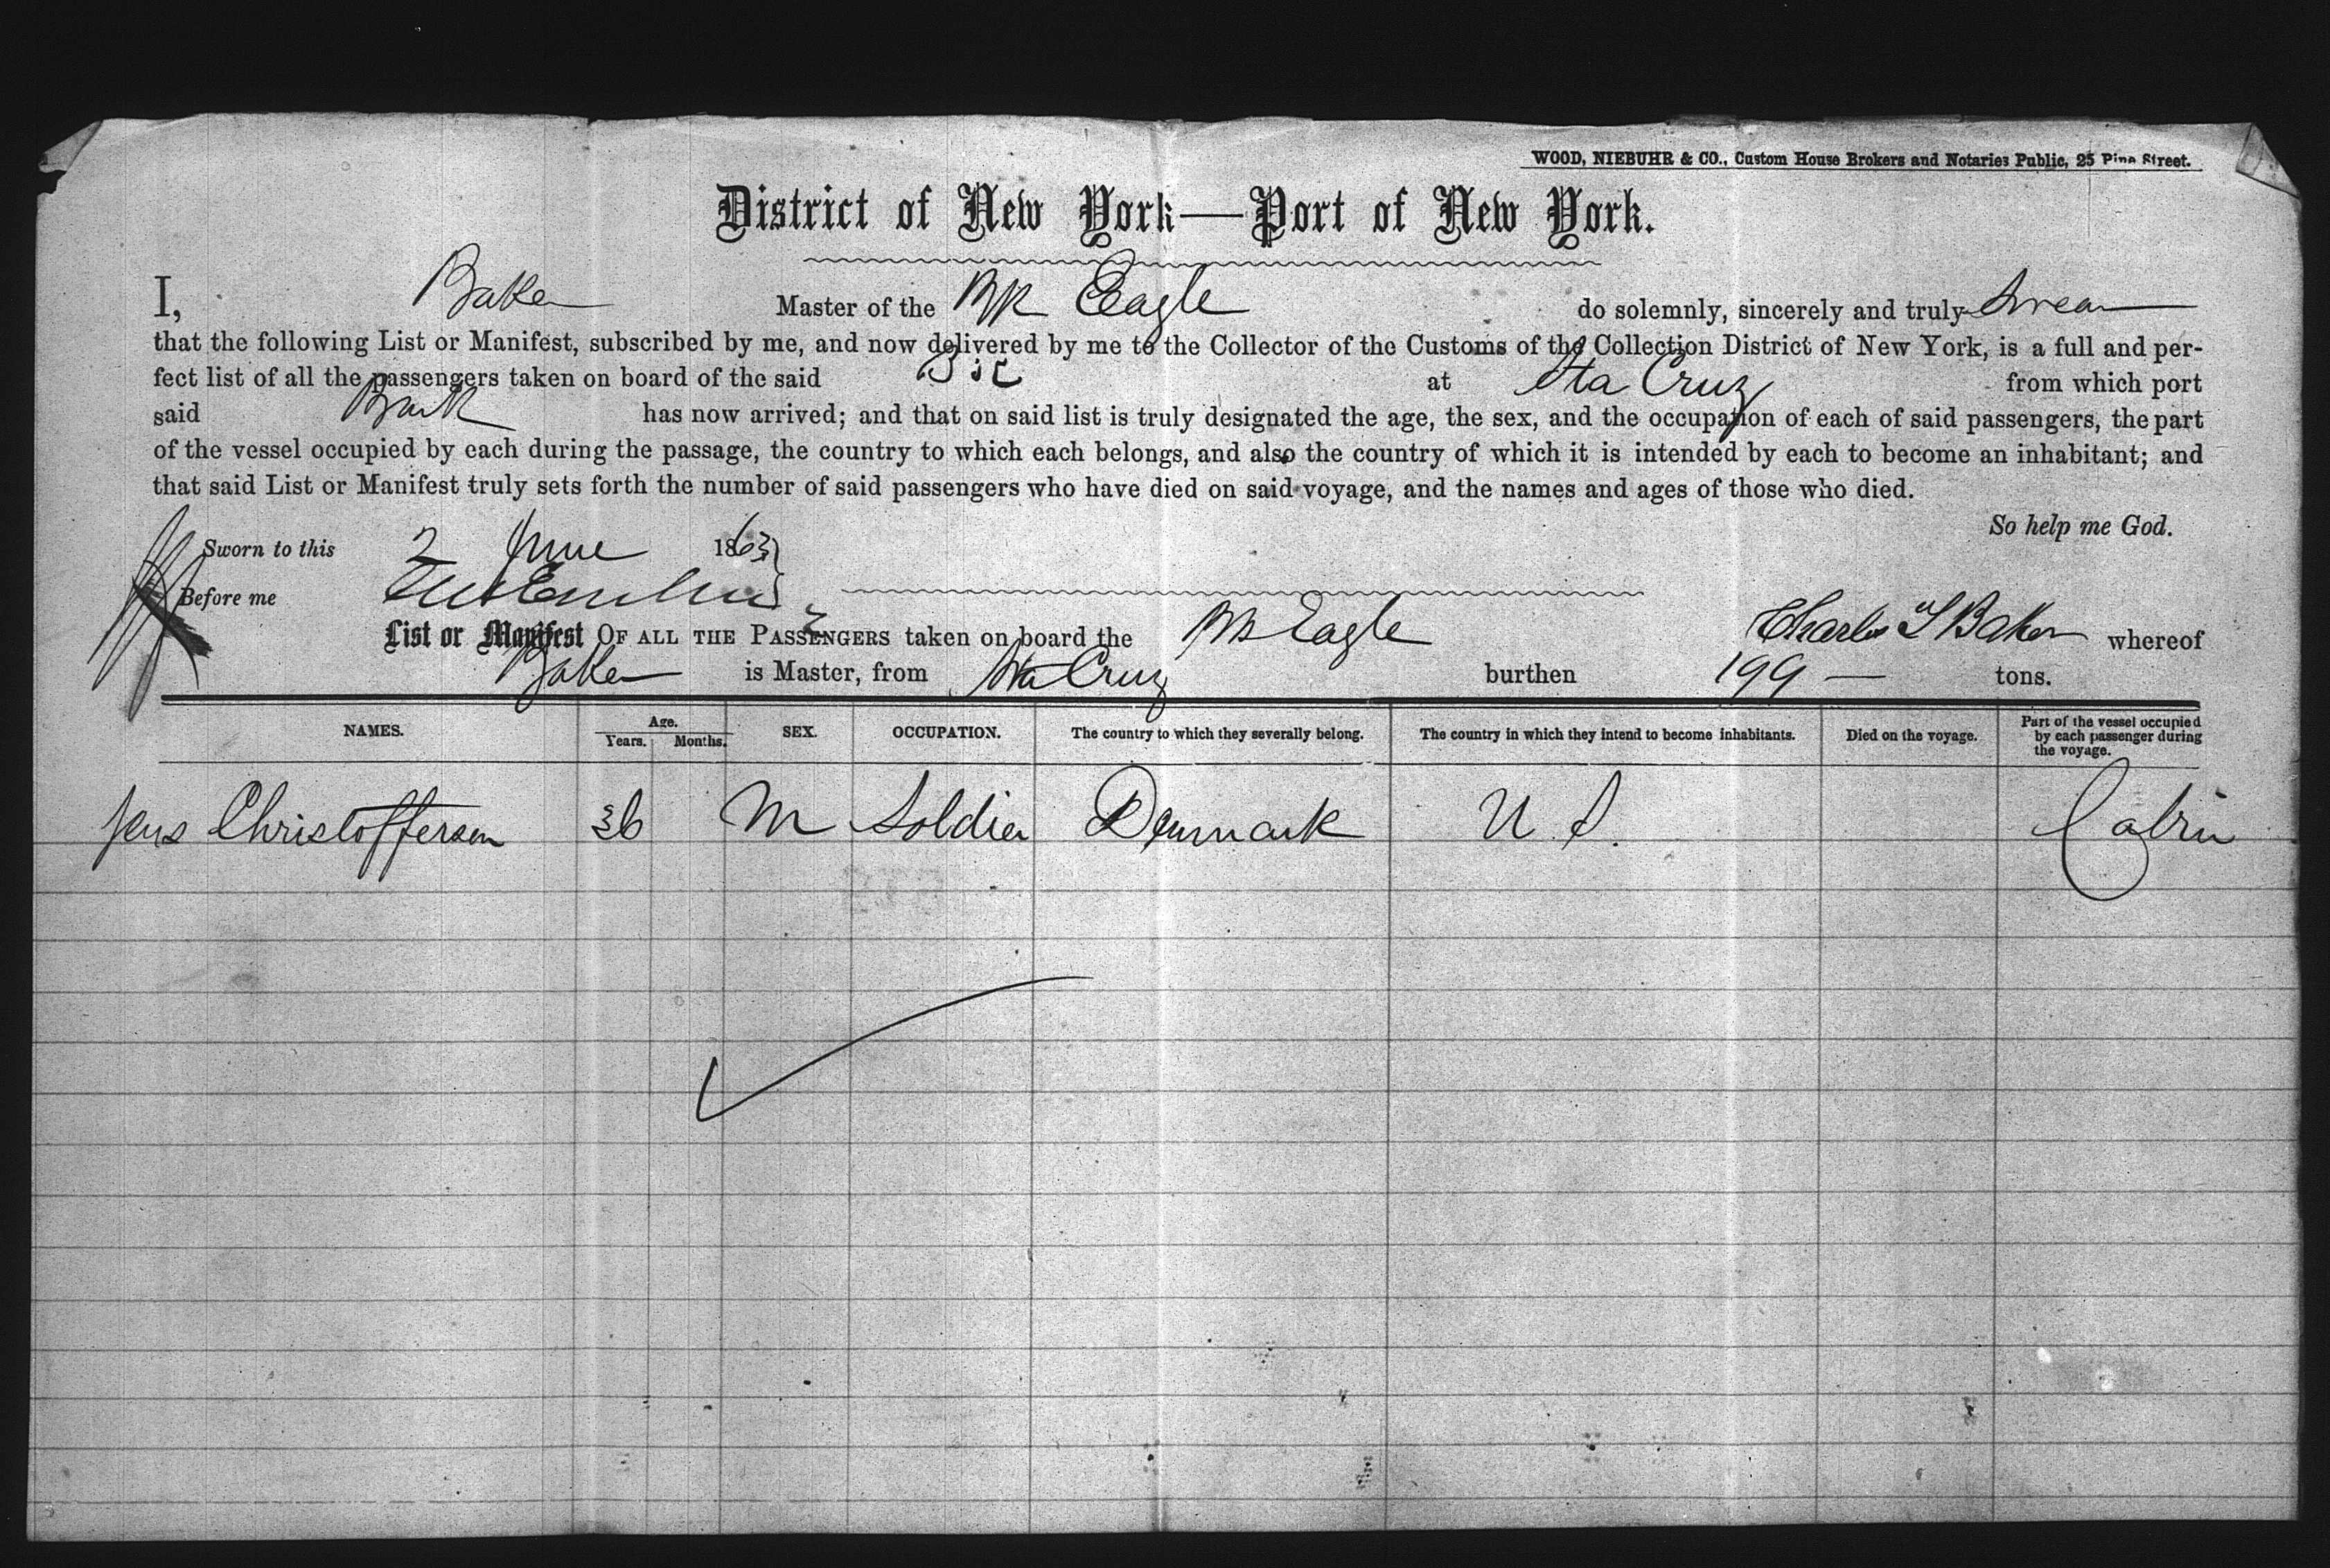 WOOD, NIEBUHR & CO., Custom House Brokers and Notaries Public, 25 Pine Street.
District of New York—Port of New York.
I, Baker Master of the Bk Eagle do solemnly, sincerely and truly swear
that the following List or Manifest, subscribed by me, and now delivered by me to the Collector of the Customs of the Collection District of New York, is a full and per-
fect list of all the passengers taken on board of the said at Sta Cruz from which port
said Bark has now arrived; and that on said list is truly designated the age, the sex, and the occupation of each of said passengers, the part
of the vessel occupied by each during the passage, the country to which each belongs, and also the country of which it is intended by each to become an inhabitant; and
that said List or Manifest truly sets forth the number of said passengers who have died on said voyage, and the names and ages of those who died.
So help me God.
Sworn to this 2 June 1863
Before me
List or Manifest OF ALL THE PASSENGERS taken on board the Bk Eagle Charles S Baker whereof
Baker is Master, from Sta Cruz burthen 199 — tons.
NAMES. Age. Years. Months. SEX. OCCUPATION. The country to which they severally belong. The country in which they intend to become inhabitants. Died on the voyage. Part of the vessel occupied by each passenger during the voyage.
Jens Christoffersen 36 M Soldier Denmark U S. Cabin